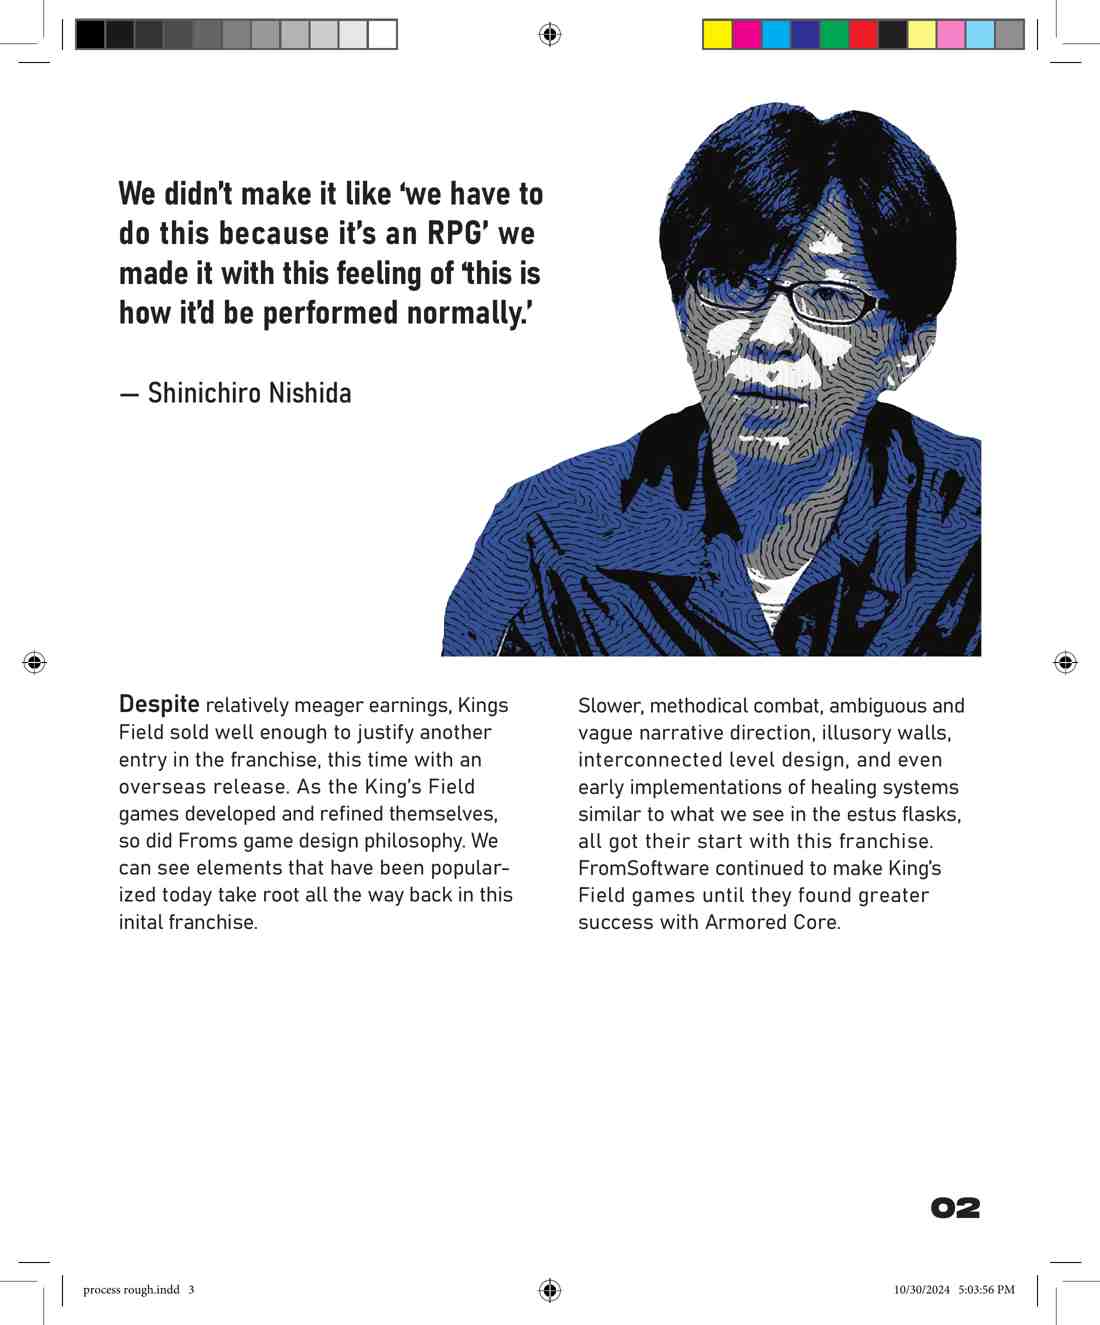 We didn't make it like ‘we have to
do this because it's an RPG’ we
made it with this feeling of ‘this is
how it'd be performed normally.’
— Shinichiro Nishida
Despite relatively meager earnings, Kings
Field sold well enough to justify another
entry in the franchise, this time with an
overseas release. As the King's Field
games developed and refined themselves,
so did Froms game design philosophy. We
can see elements that have been popular-
ized today take root all the way back in this
inital franchise.
Slower, methodical combat, ambiguous and
vague narrative direction, illusory walls,
interconnected level design, and even
early implementations of healing systems
similar to what we see in the estus flasks,
all got their start with this franchise.
FromSoftware continued to make King's
Field games until they found greater
success with Armored Core.
02
process rough.indd 3
10/30/2024 5:03:56 PM